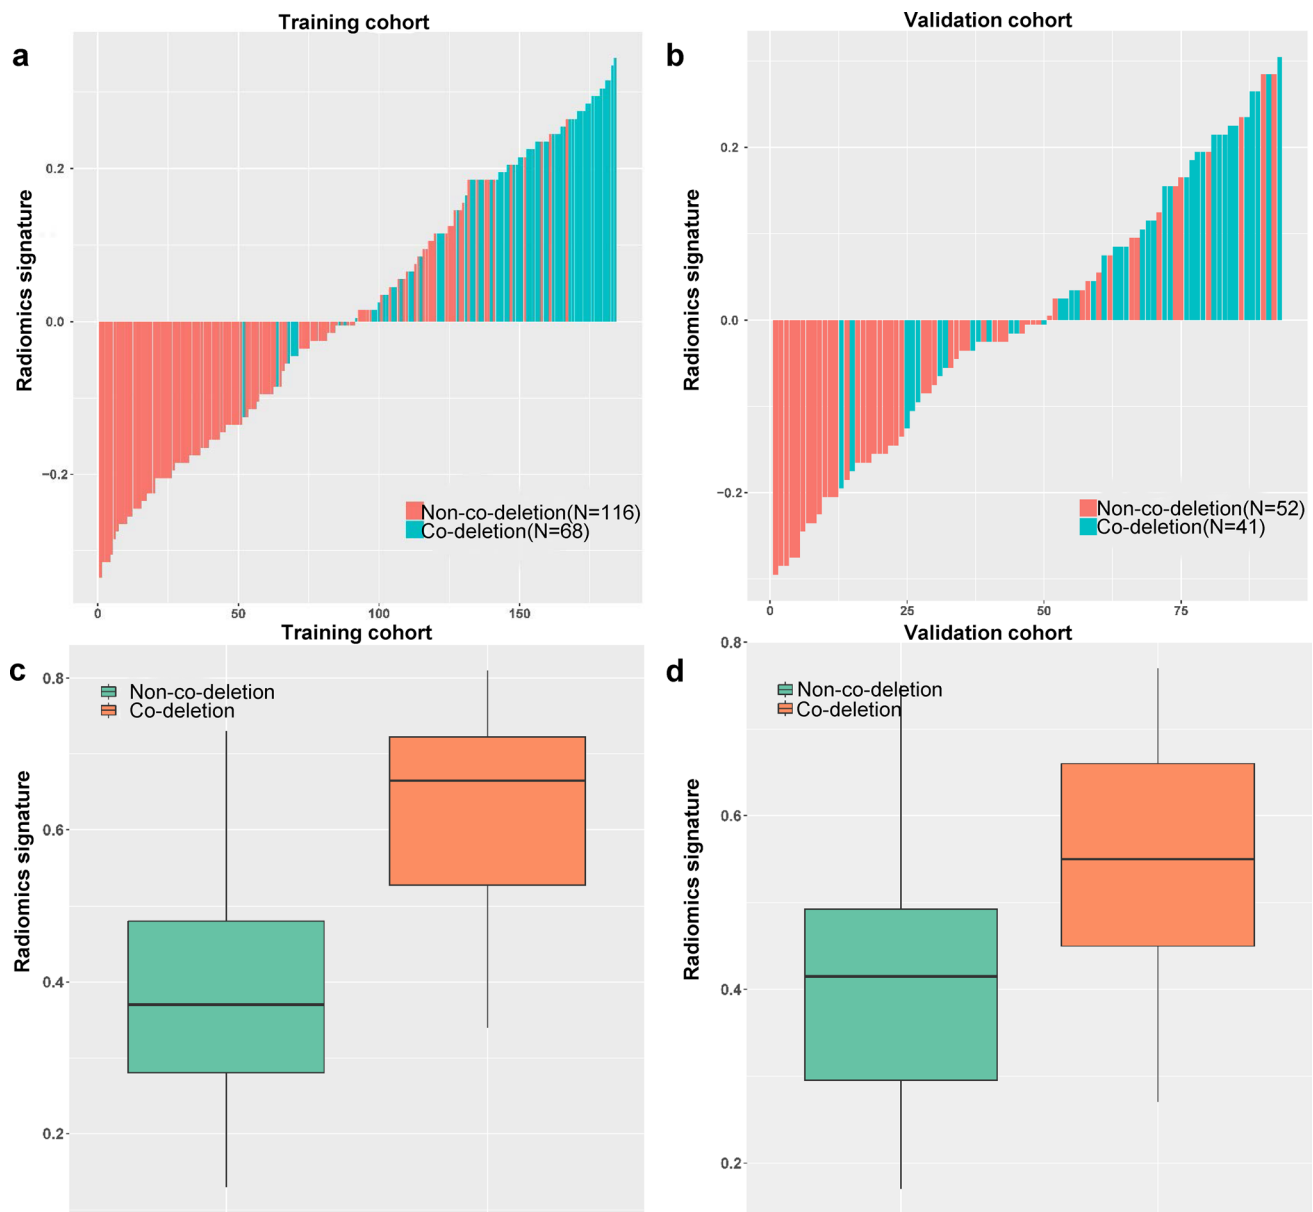 Training cohort
a
Radiomics signature
0.2
0.0
−0.2
Non-co-deletion(N=116)
Co-deletion(N=68)
0 50 100 150
Validation cohort
b
Radiomics signature
0.2
0.0
−0.2
Non-co-deletion(N=52)
Co-deletion(N=41)
0 25 50 75
Training cohort
c
Radiomics signature
0.8
0.6
0.4
0.2
Non-co-deletion
Co-deletion
Validation cohort
d
Radiomics signature
0.8
0.6
0.4
0.2
Non-co-deletion
Co-deletion